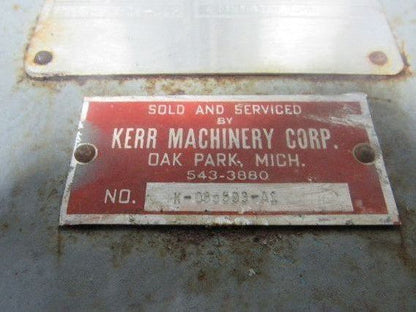 SOLD AND SERVICED
BY
KERR MACHINERY CORP.
OAK PARK, MICH.
543-3880
NO.